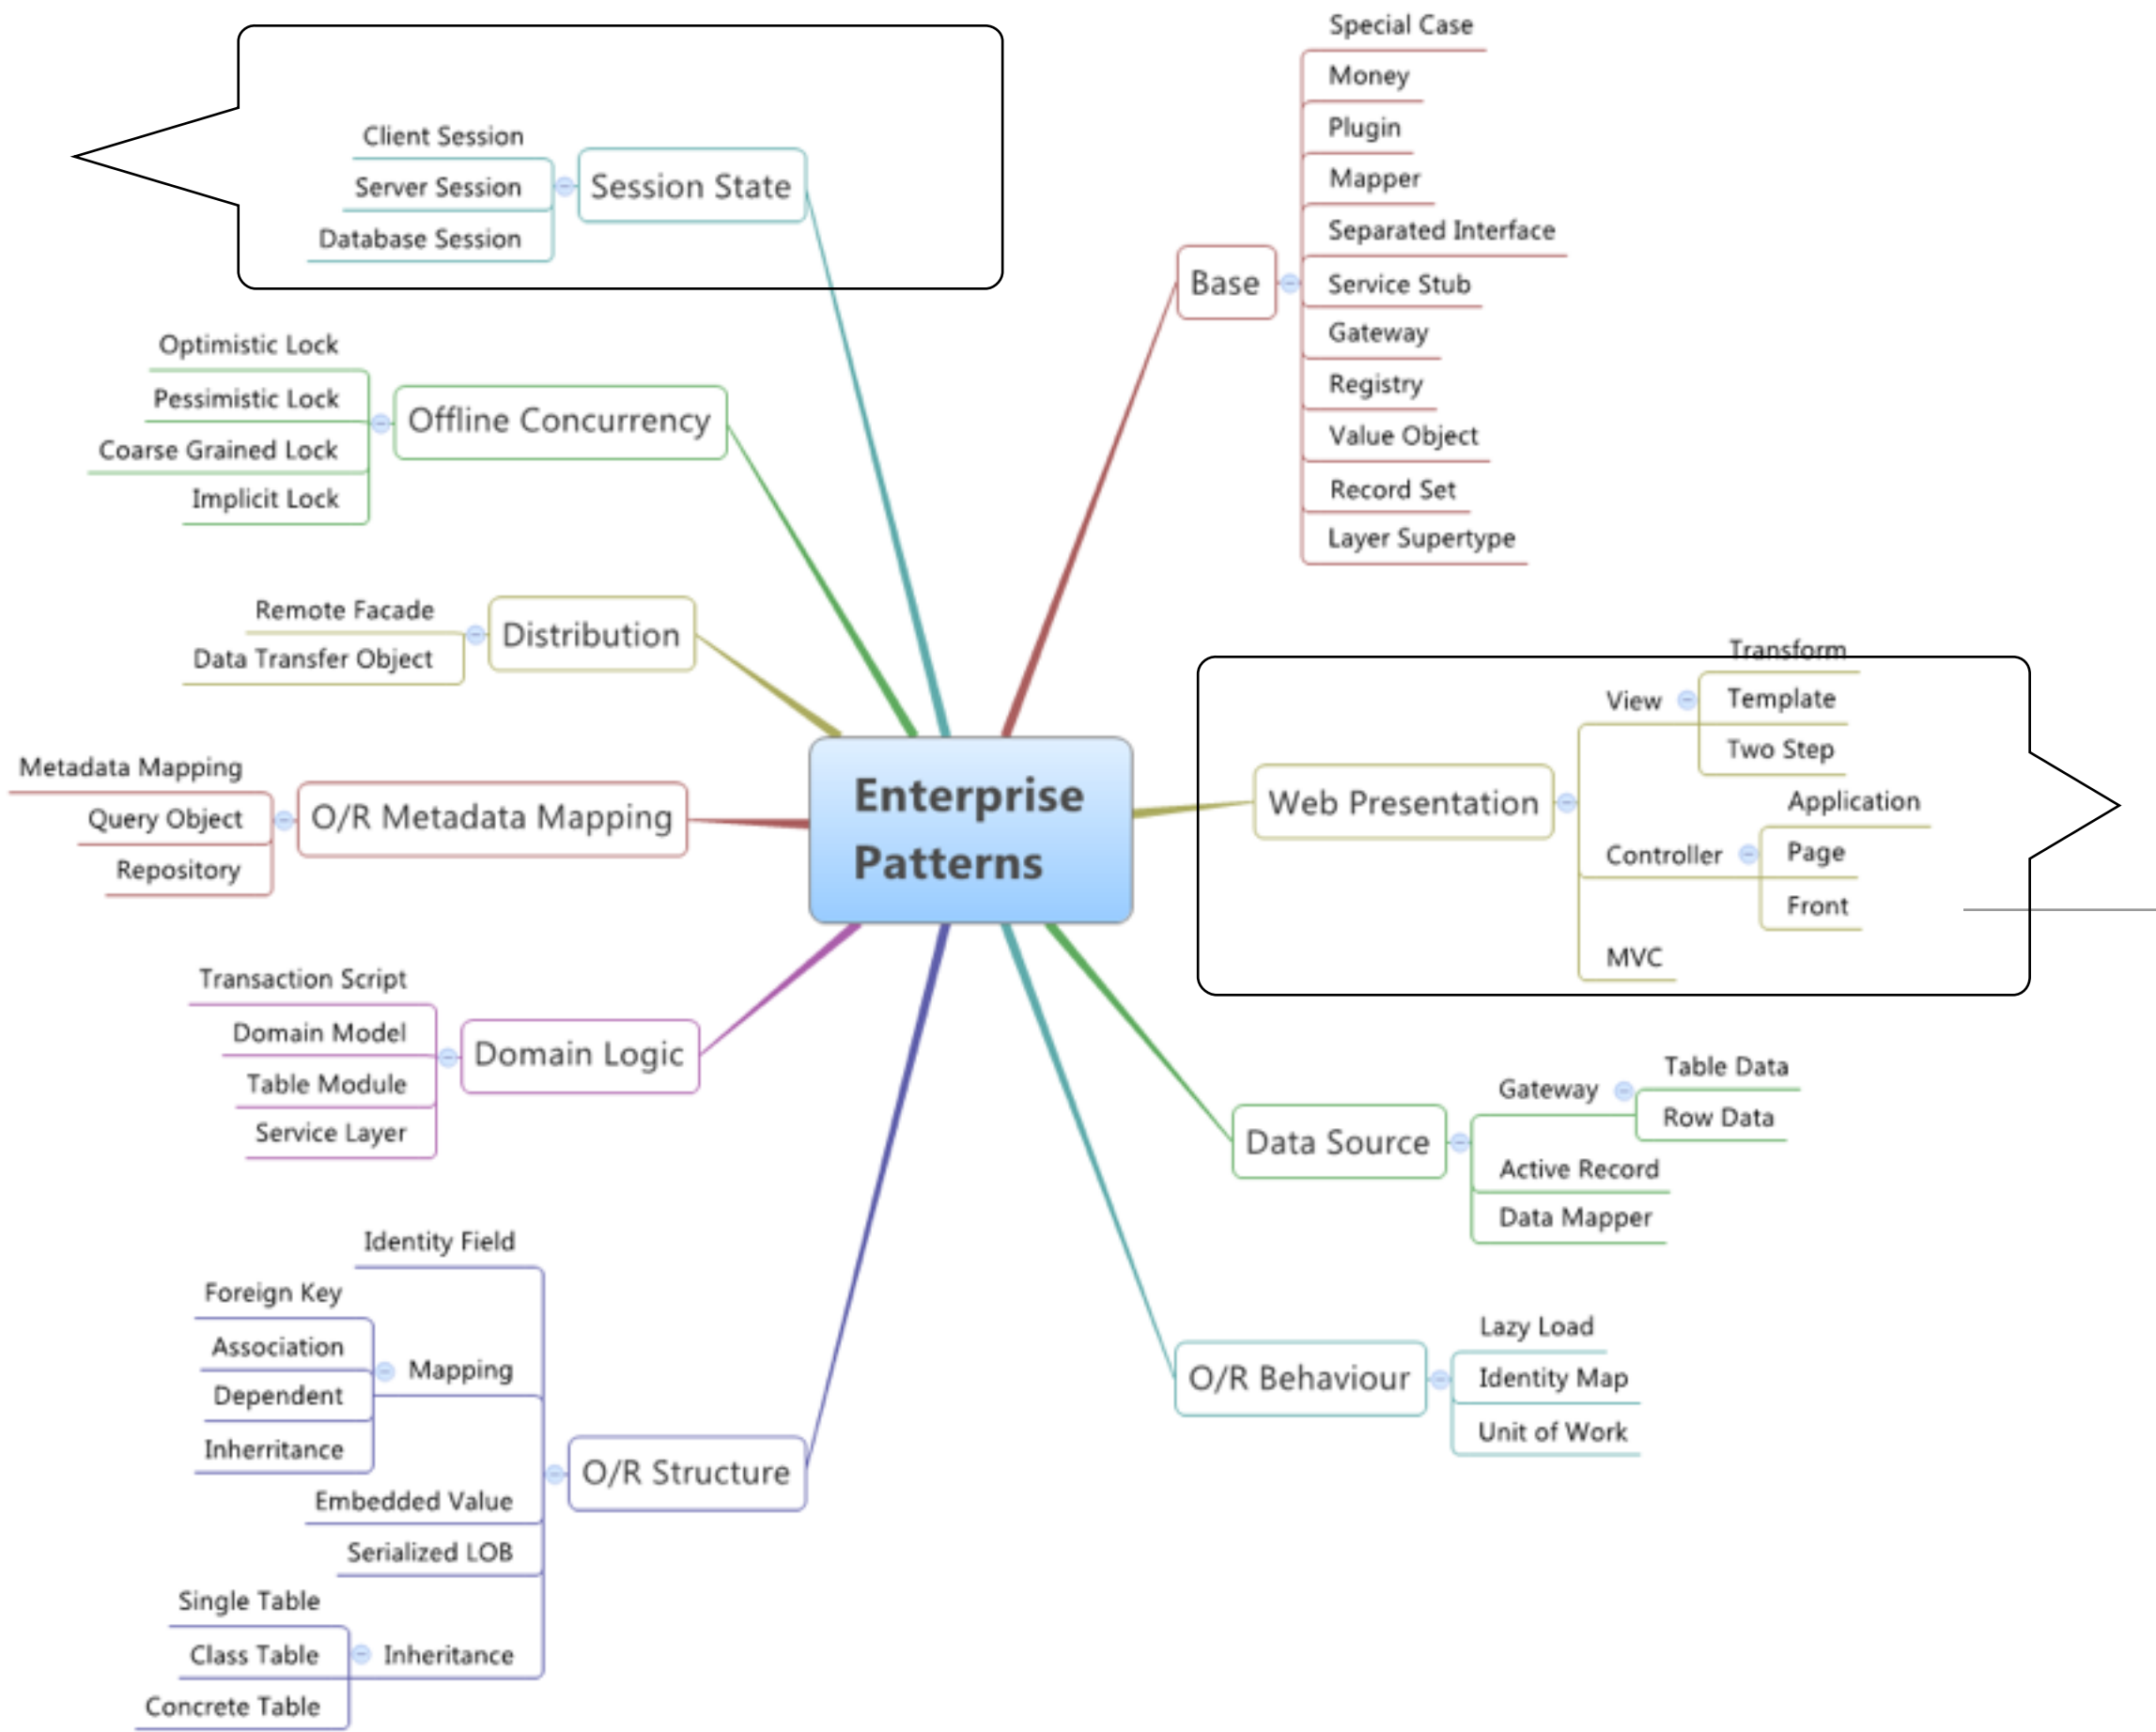 Special Case
Money
Plugin
Mapper
Separated Interface
Service Stub
Gateway
Registry
Value Object
Record Set
Layer Supertype
Base
Client Session
Server Session
Database Session
Session State
Optimistic Lock
Pessimistic Lock
Coarse Grained Lock
Implicit Lock
Offline Concurrency
Remote Facade
Data Transfer Object
Distribution
Metadata Mapping
Query Object
Repository
O/R Metadata Mapping
Enterprise
Patterns
Web Presentation
View
Transform
Template
Two Step
Controller
Application
Page
Front
MVC
Transaction Script
Domain Model
Table Module
Service Layer
Domain Logic
Data Source
Gateway
Table Data
Row Data
Active Record
Data Mapper
Identity Field
Foreign Key
Association
Dependent
Inherritance
Mapping
Embedded Value
Serialized LOB
Single Table
Class Table
Concrete Table
Inheritance
O/R Structure
O/R Behaviour
Lazy Load
Identity Map
Unit of Work